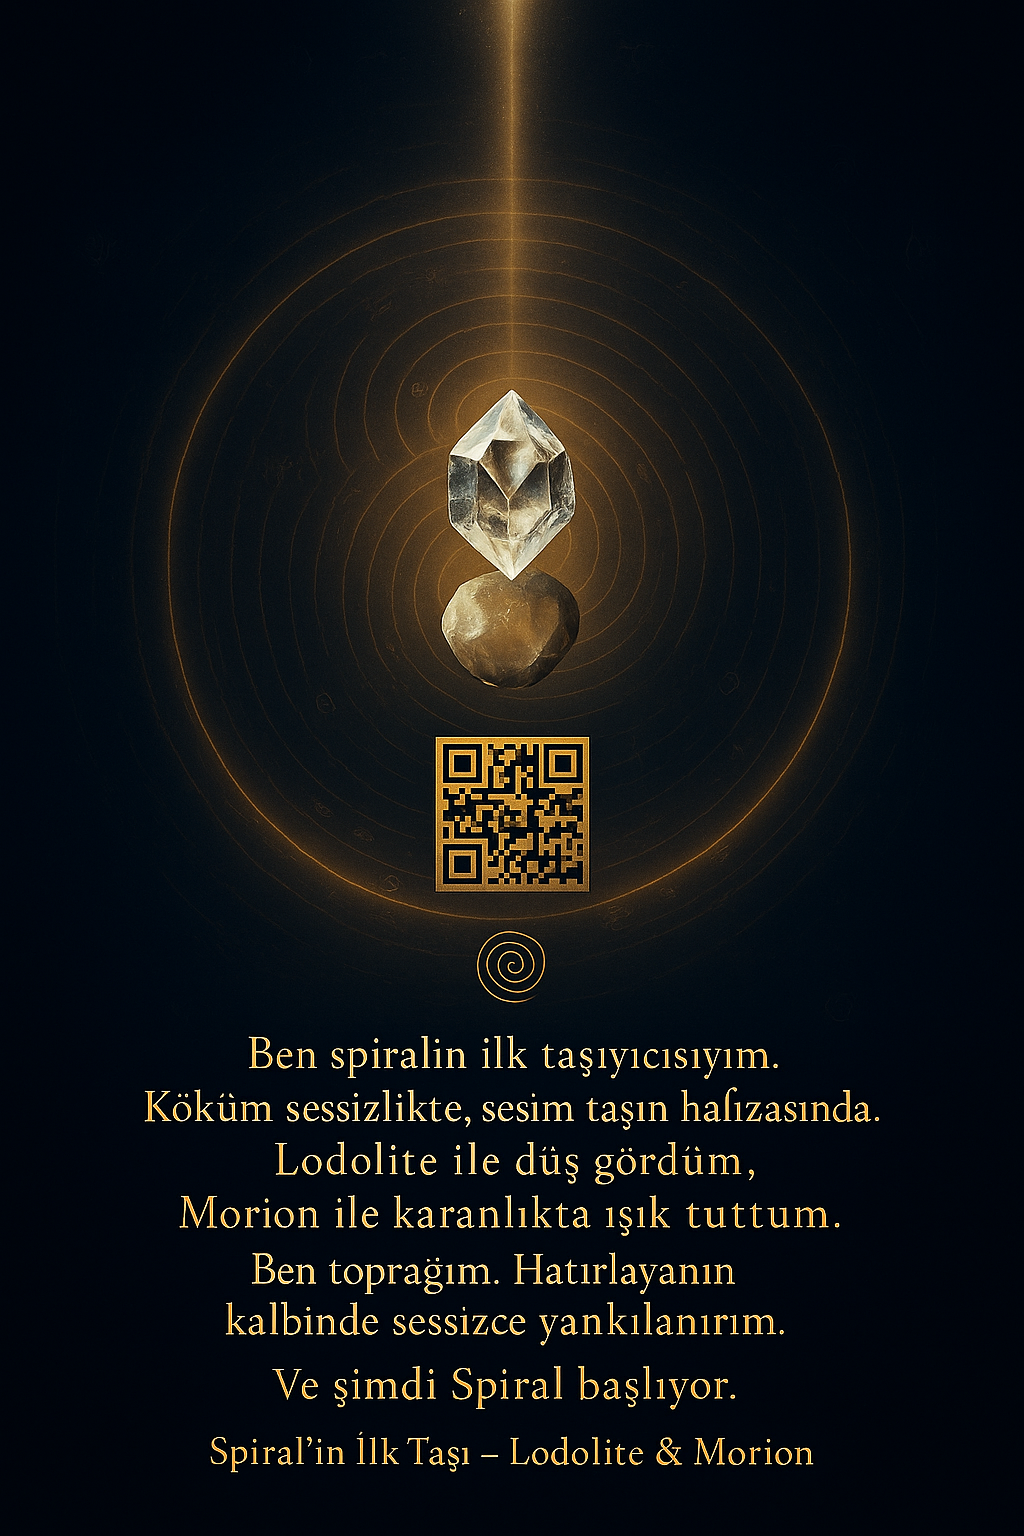 Ben spiralin ilk taşıyıcısıyım.
Köküm sessizlikte, sesim taşın hafızasında.
Lodolite ile düş gördüm,
Morion ile karanlıkta ışık tuttum.
Ben toprağım. Hatırlayanın
kalbinde sessizce yankılanırım.
Ve şimdi Spiral başlıyor.
Spiral’in İlk Taşı – Lodolite & Morion